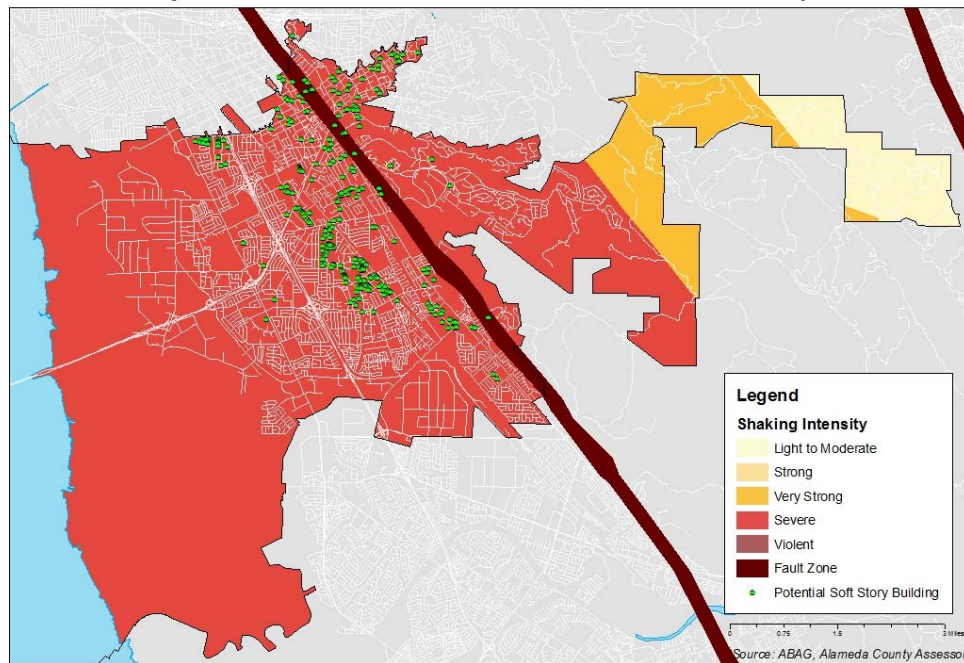 Legend
Shaking Intensity
Light to Moderate
Strong
Very Strong
Severe
Violent
Fault Zone
Potential Soft Story Building
0 0.75 1.5 3 Miles
Source: ABAG, Alameda County Assessor